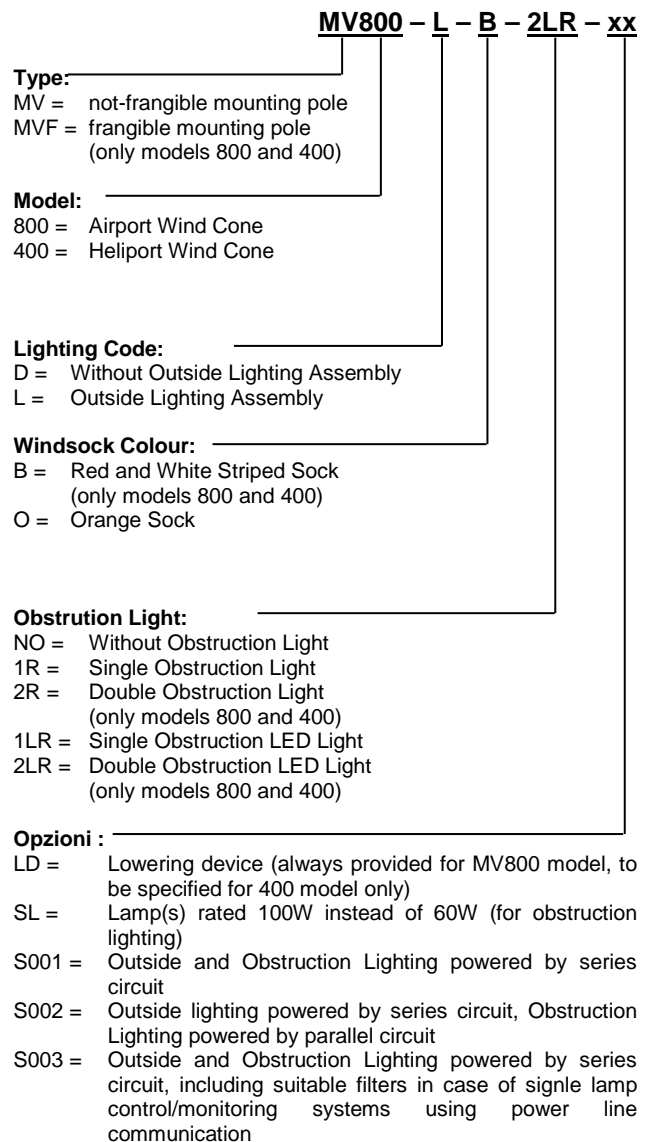 MV800 – L – B – 2LR – xx
Type:
MV = not-frangible mounting pole
MVF = frangible mounting pole
(only models 800 and 400)
Model:
800 = Airport Wind Cone
400 = Heliport Wind Cone
Lighting Code:
D = Without Outside Lighting Assembly
L = Outside Lighting Assembly
Windsock Colour:
B = Red and White Striped Sock
(only models 800 and 400)
O = Orange Sock
Obstrution Light:
NO = Without Obstruction Light
1R = Single Obstruction Light
2R = Double Obstruction Light
(only models 800 and 400)
1LR = Single Obstruction LED Light
2LR = Double Obstruction LED Light
(only models 800 and 400)
Opzioni :
LD = Lowering device (always provided for MV800 model, to
be specified for 400 model only)
SL = Lamp(s) rated 100W instead of 60W (for obstruction
lighting)
S001 = Outside and Obstruction Lighting powered by series
circuit
S002 = Outside lighting powered by series circuit, Obstruction
Lighting powered by parallel circuit
S003 = Outside and Obstruction Lighting powered by series
circuit, including suitable filters in case of signle lamp
control/monitoring systems using power line
communication